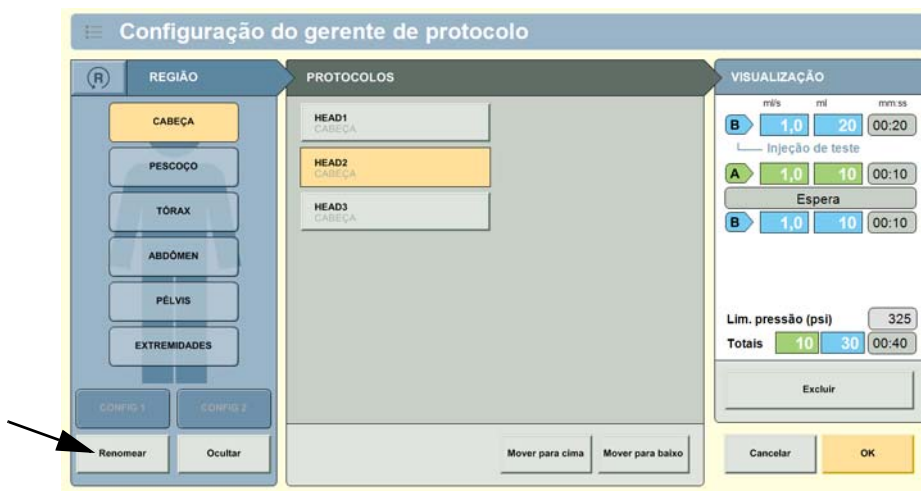 Configuração do gerente de protocolo
R REGIÃO
CABEÇA
PESCOÇO
TÓRAX
ABDÔMEN
PÉLVIS
EXTREMIDADES
CONFIG 1 CONFIG 2
Renomear Ocultar
PROTOCOLOS
HEAD1
CABEÇA
HEAD2
CABEÇA
HEAD3
CABEÇA
Mover para cima Mover para baixo
VISUALIZAÇÃO
ml/s ml mm:ss
B 1,0 20 00:20
Injeção de teste
A 1,0 10 00:10
Espera
B 1,0 10 00:10
Lim. pressão (psi) 325
Totais 10 30 00:40
Excluir
Cancelar OK